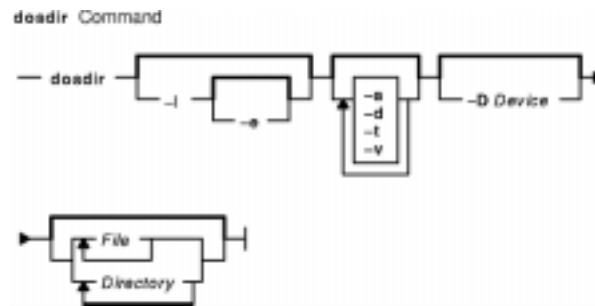 dosdir Command
dosdir
-l
-e
-a
-d
-t
-v
-D Device
File
Directory